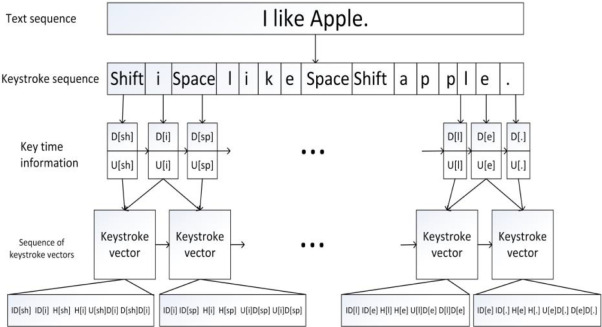 Text sequence
I like Apple.
Keystroke sequence
Shift i Space l i k e Space Shift a p p l e .
Key time information
D[sh] D[i] D[sp] ... D[l] D[e] D[.]
U[sh] U[i] U[sp] U[l] U[e] U[.]
Sequence of keystroke vectors
Keystroke vector Keystroke vector ... Keystroke vector Keystroke vector
ID[sh] ID[i] H[sh] H[i] U[sh]D[i] D[sh]D[i]
ID[i] ID[sp] H[i] H[sp] U[i]D[sp] U[i]D[sp]
ID[l] ID[e] H[l] H[e] U[l]D[e] D[l]D[e]
ID[e] ID[.] H[e] H[.] U[e]D[.] D[e]D[.]